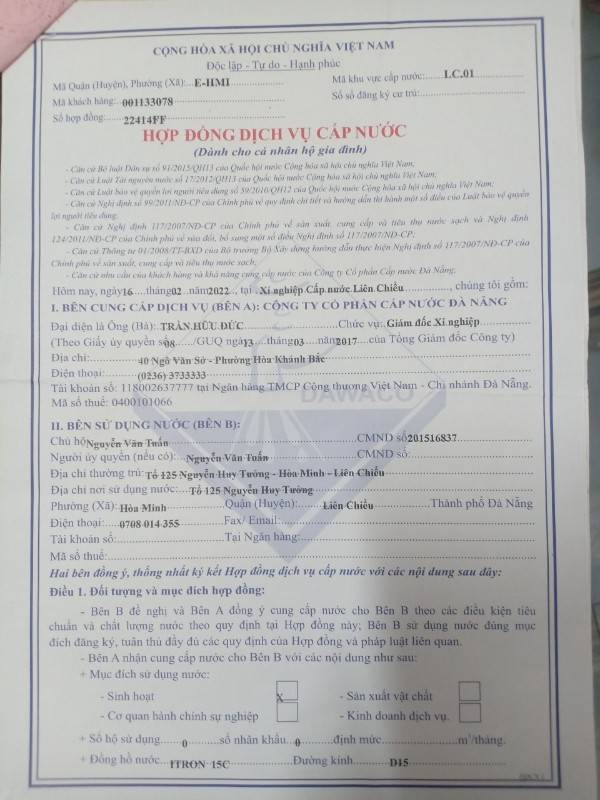 CỘNG HÒA XÃ HỘI CHỦ NGHĨA VIỆT NAM
Độc lập - Tự do - Hạnh phúc
Mã Quận (Huyện), Phường (Xã): E-HMI
Mã khu vực cấp nước: LC.01
Mã khách hàng: 001133078
Số sổ đăng ký cư trú:
Số hợp đồng: 22414FF
HỢP ĐỒNG DỊCH VỤ CẤP NƯỚC
(Dành cho cá nhân hộ gia đình)
- Căn cứ Bộ luật Dân sự số 91/2015/QH13 của Quốc hội nước Cộng hòa xã hội chủ nghĩa Việt Nam;
- Căn cứ Luật Tài nguyên nước số 17/2012/QH13 của Quốc hội nước Cộng hòa xã hội chủ nghĩa Việt Nam;
- Căn cứ Luật bảo vệ quyền lợi người tiêu dùng số 59/2010/QH12 của Quốc hội nước Cộng hòa xã hội chủ nghĩa Việt Nam;
- Căn cứ Nghị định số 99/2011/NĐ-CP của Chính phủ về quy định chi tiết và hướng dẫn thi hành một số điều của Luật bảo vệ quyền
lợi người tiêu dùng;
- Căn cứ Nghị định 117/2007/NĐ-CP của Chính phủ về sản xuất, cung cấp và tiêu thụ nước sạch và Nghị định
124/2011/NĐ-CP của Chính phủ về sửa đổi, bổ sung một số điều Nghị định số 117/2007/NĐ-CP;
- Căn cứ Thông tư 01/2008/TT-BXD của Bộ trưởng Bộ Xây dựng hướng dẫn thực hiện Nghị định số 117/2007/NĐ-CP của
Chính phủ về sản xuất, cung cấp và tiêu thụ nước sạch;
- Căn cứ nhu cầu của khách hàng và khả năng cung cấp nước của Công ty Cổ phần Cấp nước Đà Nẵng.
Hôm nay, ngày 16 tháng 02 năm 2022, tại Xí nghiệp Cấp nước Liên Chiểu, chúng tôi gồm:
I. BÊN CUNG CẤP DỊCH VỤ (BÊN A): CÔNG TY CỔ PHẦN CẤP NƯỚC ĐÀ NẴNG
Đại diện là Ông (Bà): TRẦN HỮU ĐỨC Chức vụ: Giám đốc Xí nghiệp
(Theo Giấy ủy quyền số 08 /GUQ ngày 13 tháng 03 năm 2017 của Tổng Giám đốc Công ty)
Địa chỉ: 40 Ngô Văn Sở - Phường Hòa Khánh Bắc
Điện thoại: (0236) 3733333
Tài khoản số: 118002637777 tại Ngân hàng TMCP Công thương Việt Nam - Chi nhánh Đà Nẵng.
Mã số thuế: 0400101066
DAWACO
II. BÊN SỬ DỤNG NƯỚC (BÊN B):
Chủ hộ Nguyễn Văn Tuấn CMND số 201516837
Người ủy quyền (nếu có): Nguyễn Văn Tuấn CMND số:
Địa chỉ thường trú: Tổ 125 Nguyễn Huy Tưởng - Hòa Minh - Liên Chiểu
Địa chỉ nơi sử dụng nước: Tổ 125 Nguyễn Huy Tưởng
Phường (Xã): Hòa Minh Quận (Huyện): Liên Chiểu Thành phố Đà Nẵng
Điện thoại: 0708 014 355 Fax/ Email:
Tài khoản số: Tại Ngân hàng:
Mã số thuế:
Hai bên đồng ý, thống nhất ký kết Hợp đồng dịch vụ cấp nước với các nội dung sau đây:
Điều 1. Đối tượng và mục đích hợp đồng:
- Bên B đề nghị và Bên A đồng ý cung cấp nước cho Bên B theo các điều kiện tiêu
chuẩn và chất lượng nước theo quy định tại Hợp đồng này; Bên B sử dụng nước đúng mục
đích đăng ký, tuân thủ đầy đủ các quy định của Hợp đồng và pháp luật liên quan.
- Bên A nhận cung cấp nước cho Bên B với các nội dung như sau:
+ Mục đích sử dụng nước:
- Sinh hoạt X - Sản xuất vật chất
- Cơ quan hành chính sự nghiệp - Kinh doanh dịch vụ.
+ Số hộ sử dụng 0 số nhân khẩu 0 định mức m³/tháng.
+ Đồng hồ nước: ITRON 15C Đường kính D15